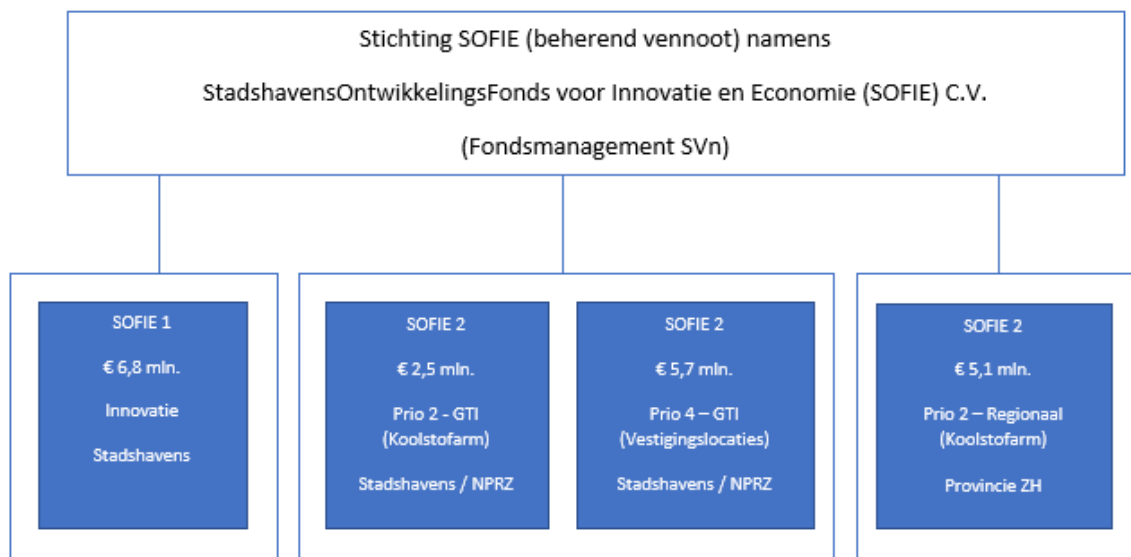 Stichting SOFIE (beherend vennoot) namens
StadshavensOntwikkelingsFonds voor Innovatie en Economie (SOFIE) C.V.
(Fondsmanagement SVn)
SOFIE 1
€ 6,8 mln.
Innovatie
Stadshavens
SOFIE 2
€ 2,5 mln.
Prio 2 - GTI
(Koolstofarm)
Stadshavens / NPRZ
SOFIE 2
€ 5,7 mln.
Prio 4 – GTI
(Vestigingslocaties)
Stadshavens / NPRZ
SOFIE 2
€ 5,1 mln.
Prio 2 – Regionaal
(Koolstofarm)
Provincie ZH